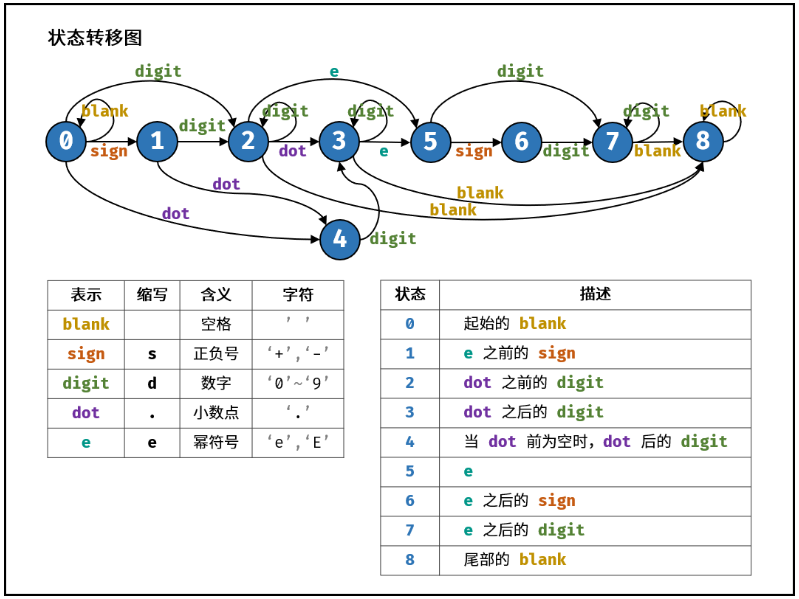 状态转移图
digit e digit
blank digit digit digit blank
0 1 2 3 5 6 7 8
digit
sign dot e sign digit blank
dot blank
dot blank
4 digit
表示 缩写 含义 字符
blank 空格 ' '
sign s 正负号 '+','-'
digit d 数字 '0'~'9'
dot . 小数点 '.'
e e 幂符号 'e','E'
状态 描述
0 起始的 blank
1 e 之前的 sign
2 dot 之前的 digit
3 dot 之后的 digit
4 当 dot 前为空时，dot 后的 digit
5 e
6 e 之后的 sign
7 e 之后的 digit
8 尾部的 blank